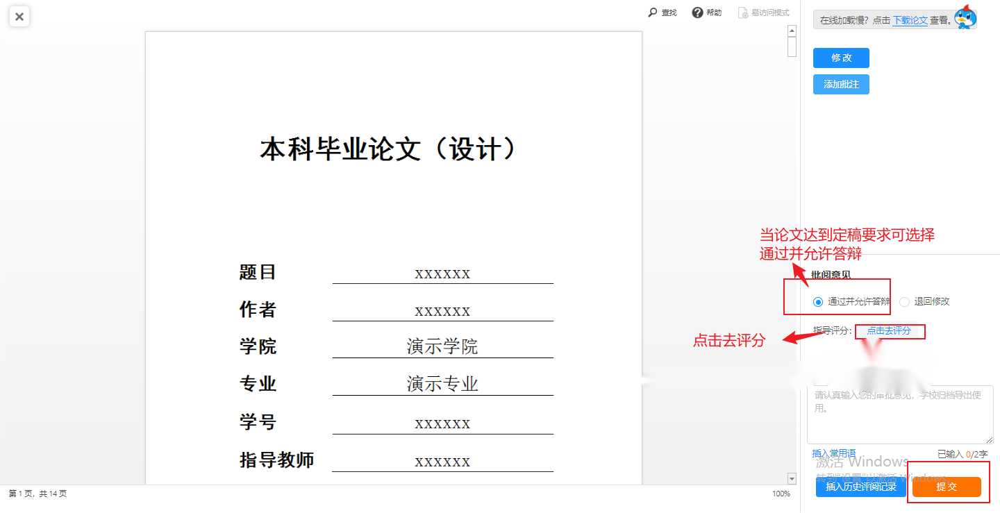 查找 帮助 易访问模式
在线加载慢？点击 下载论文 查看。
修 改
添加批注
本科毕业论文（设计）
题目 xxxxxx
作者 xxxxxx
学院 演示学院
专业 演示专业
学号 xxxxxx
指导教师 xxxxxx
当论文达到定稿要求可选择
通过并允许答辩
批阅意见
通过并允许答辩 退回修改
点击去评分
指导评分： 点击去评分
请认真输入您的审批意见，学校归档导出使
用。
插入常用语 已输入 0/2字
激活 Windows
转到"设置"以激活 Windows。
插入历史评阅记录 提 交
第 1 页，共 14 页 100%